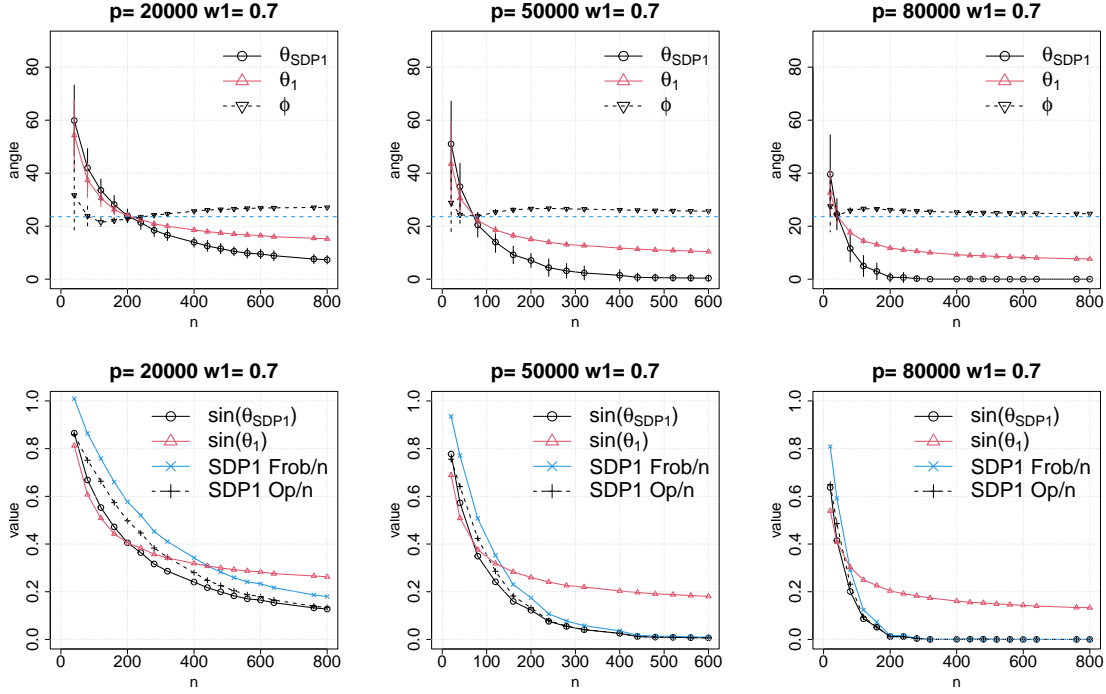 p= 20000 w1= 0.7
p= 50000 w1= 0.7
p= 80000 w1= 0.7
angle
80
60
40
20
0
θSDP1
θ1
ϕ
0 200 400 600 800
n
angle
80
60
40
20
0
θSDP1
θ1
ϕ
0 100 200 300 400 500 600
n
angle
80
60
40
20
0
θSDP1
θ1
ϕ
0 200 400 600 800
n
p= 20000 w1= 0.7
p= 50000 w1= 0.7
p= 80000 w1= 0.7
value
1.0
0.8
0.6
0.4
0.2
0.0
sin(θSDP1)
sin(θ1)
SDP1 Frob/n
SDP1 Op/n
0 200 400 600 800
n
value
1.0
0.8
0.6
0.4
0.2
0.0
sin(θSDP1)
sin(θ1)
SDP1 Frob/n
SDP1 Op/n
0 100 200 300 400 500 600
n
value
1.0
0.8
0.6
0.4
0.2
0.0
sin(θSDP1)
sin(θ1)
SDP1 Frob/n
SDP1 Op/n
0 200 400 600 800
n